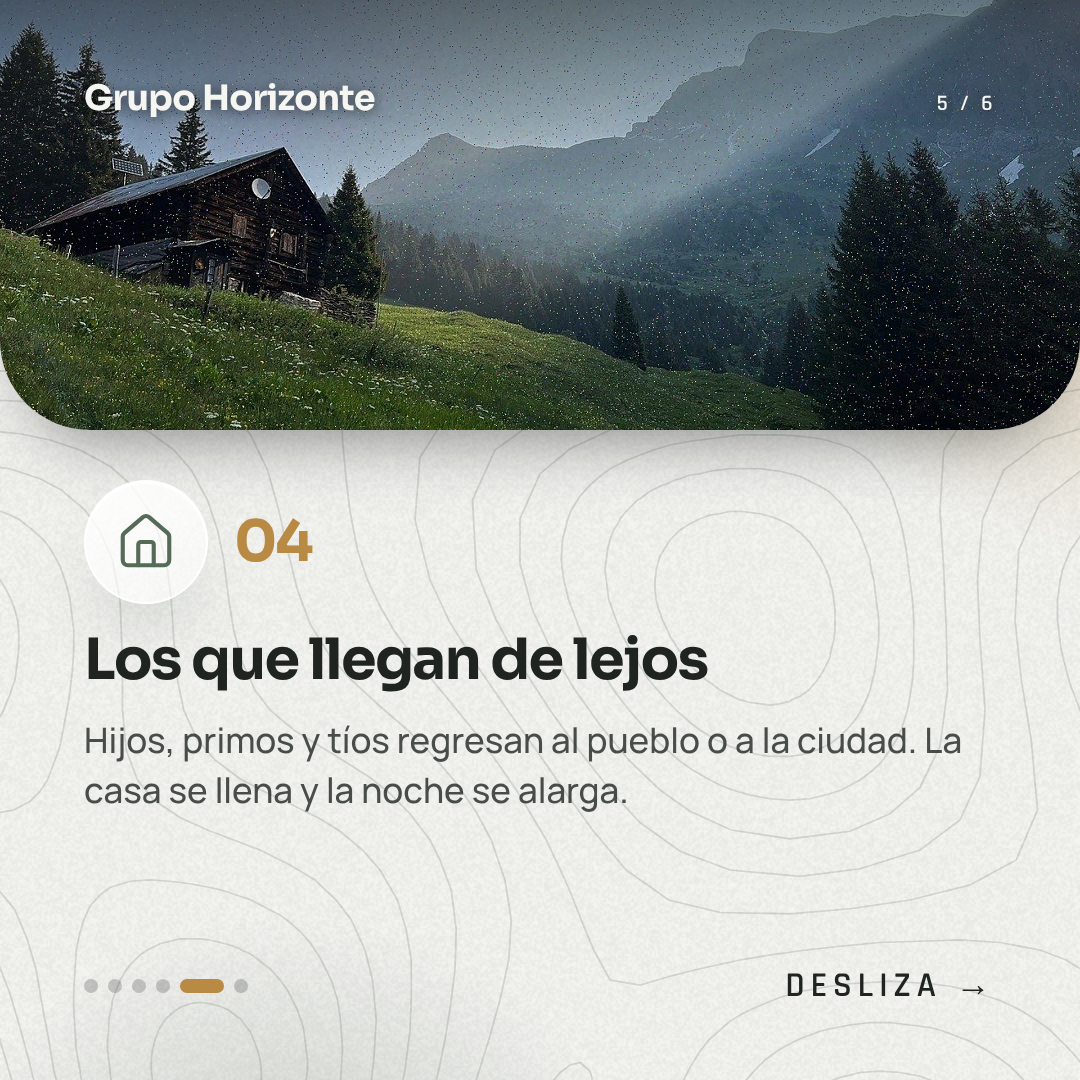 Grupo Horizonte
5 / 6
04
Los que llegan de lejos
Hijos, primos y tíos regresan al pueblo o a la ciudad. La
casa se llena y la noche se alarga.
DESLIZA →